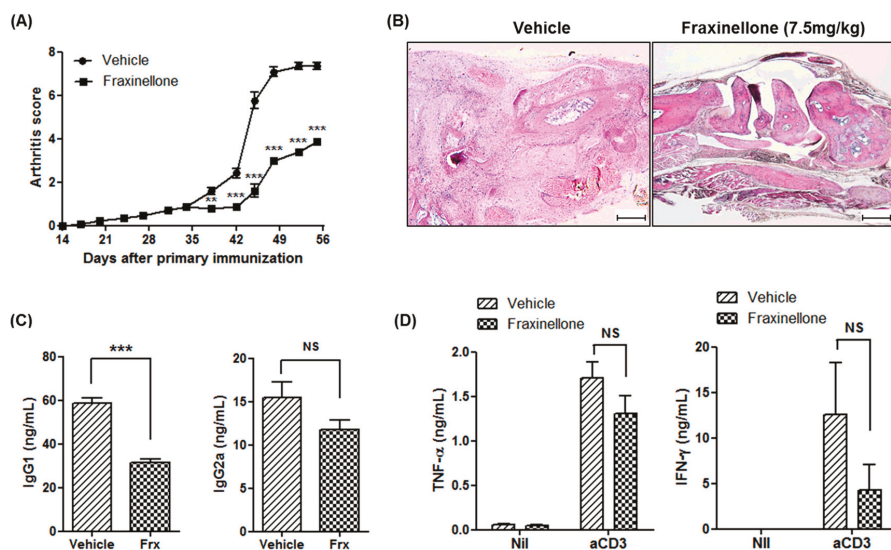 (A)
Vehicle
Fraxinellone
Arthritis score
8
6
4
2
0
**
***
***
***
***
***
14
21
28
35
42
49
56
Days after primary immunization
(B)
Vehicle
Fraxinellone (7.5mg/kg)
(C)
IgG1 (ng/mL)
80
60
40
20
0
***
Vehicle
Frx
IgG2a (ng/mL)
20
15
10
5
0
NS
Vehicle
Frx
(D)
Vehicle
Fraxinellone
TNF-α (ng/mL)
2.0
1.5
1.0
0.5
0.0
NS
Nil
aCD3
Vehicle
Fraxinellone
IFN-γ (ng/mL)
20
15
10
5
0
NS
NIl
aCD3